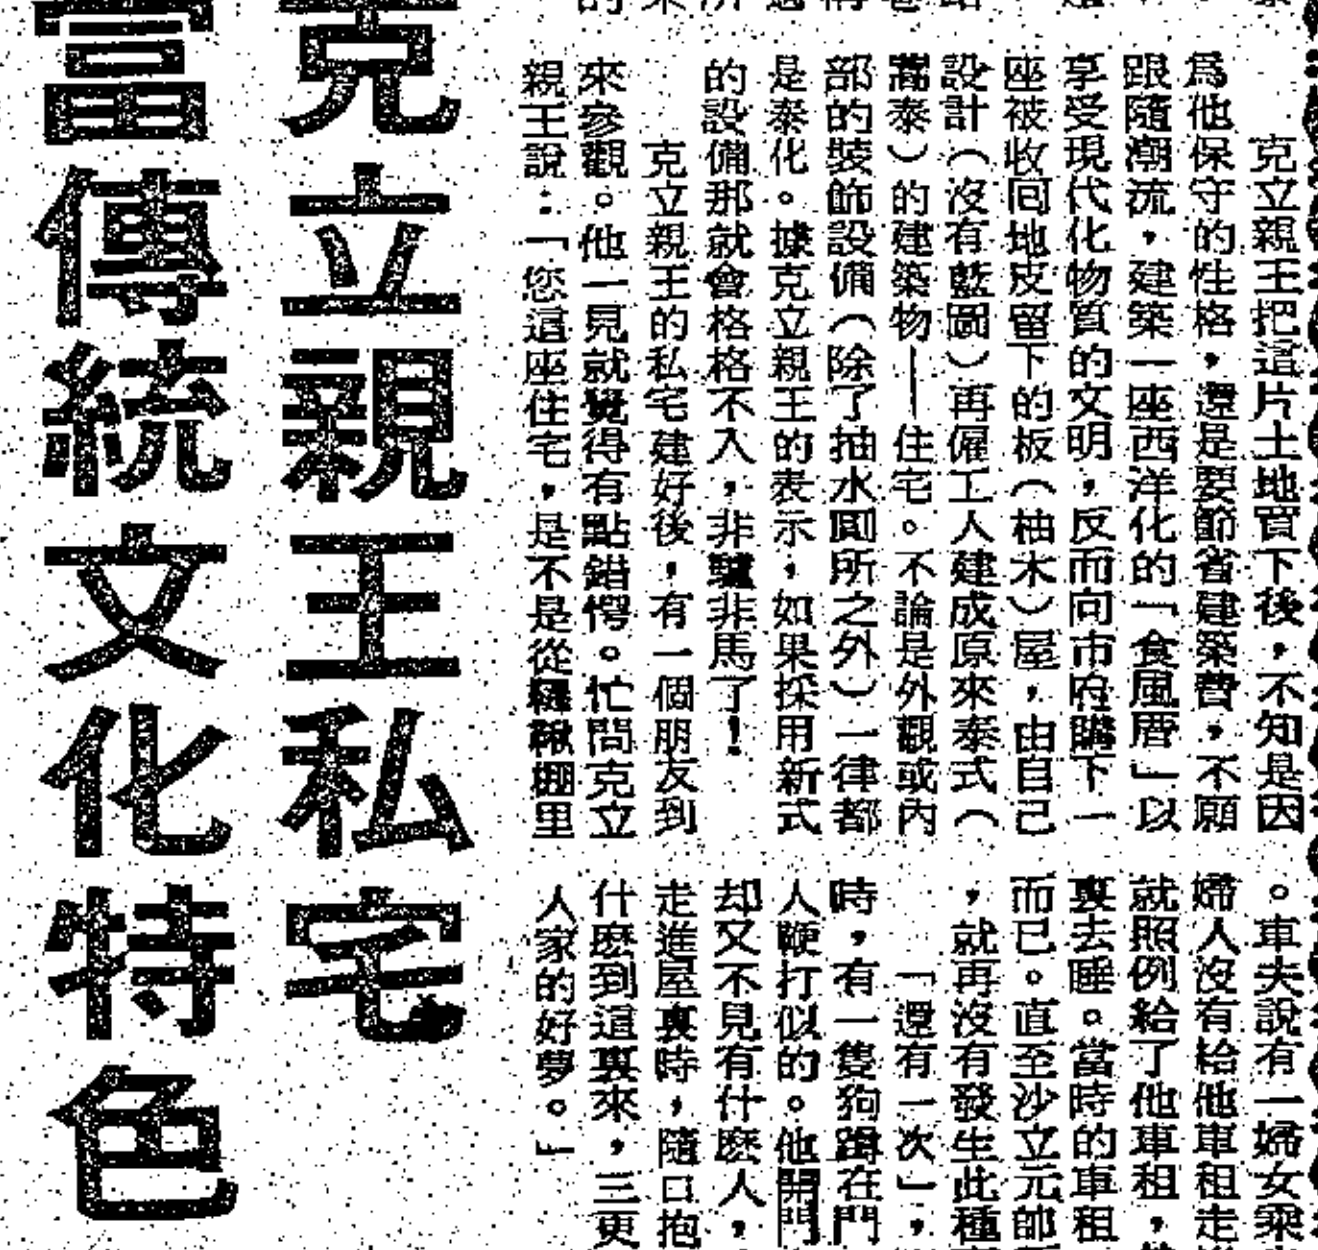 克立親王私宅
富傳統文化特色
克立親王把這片土地買下後，不知是因
爲他保守的性格，還是要節省建築費，不願
跟隨潮流，建築一座西洋化的「食風厝」以
享受現代化物質的文明，反而向市府購下一
座被收囘地皮留下的板（柚木）屋，由自己
設計（沒有藍圖）再僱工人建成原來泰式（
暹泰）的建築物——住宅。不論是外觀或內
部的裝飾設備（除了抽水圊所之外）一律都
是泰化。據克立親王的表示，如果採用新式
的設備那就會格格不入，非驢非馬了！
克立親王的私宅建好後，有一個朋友到
來參觀。他一見就覺得有點錯愕。忙問克立
親王說：「您這座住宅，是不是從
里
。車夫說有一婦女乘
婦人沒有給他車租走
就照例給了他車租，
裏去睡。當時的車租
而已。直至沙立元帥
，就再沒有發生此種
「還有一次」，
時，有一隻狗蹲在門
人鞭打似的。他開門
却又不見有什麽人，
走進屋裏時，隨口抱
什麽到這裏來，三更
人家的好夢。」